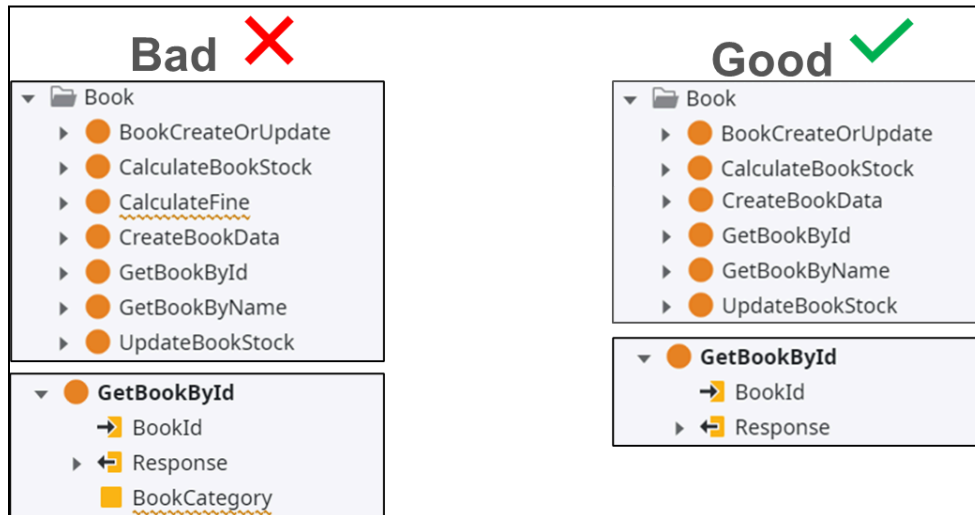 Bad
Book
BookCreateOrUpdate
CalculateBookStock
CalculateFine
CreateBookData
GetBookById
GetBookByName
UpdateBookStock
GetBookById
BookId
Response
BookCategory
Good
Book
BookCreateOrUpdate
CalculateBookStock
CreateBookData
GetBookById
GetBookByName
UpdateBookStock
GetBookById
BookId
Response